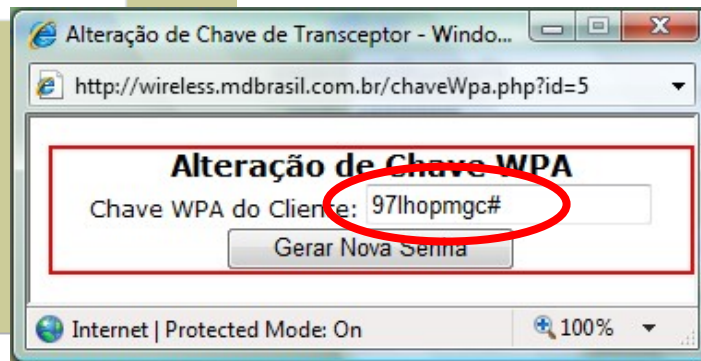 Alteração de Chave de Transceptor - Windo...
http://wireless.mdbrasil.com.br/chaveWpa.php?id=5
Alteração de Chave WPA
Chave WPA do Cliente: 97lhopmgc#
Gerar Nova Senha
Internet | Protected Mode: On 100%